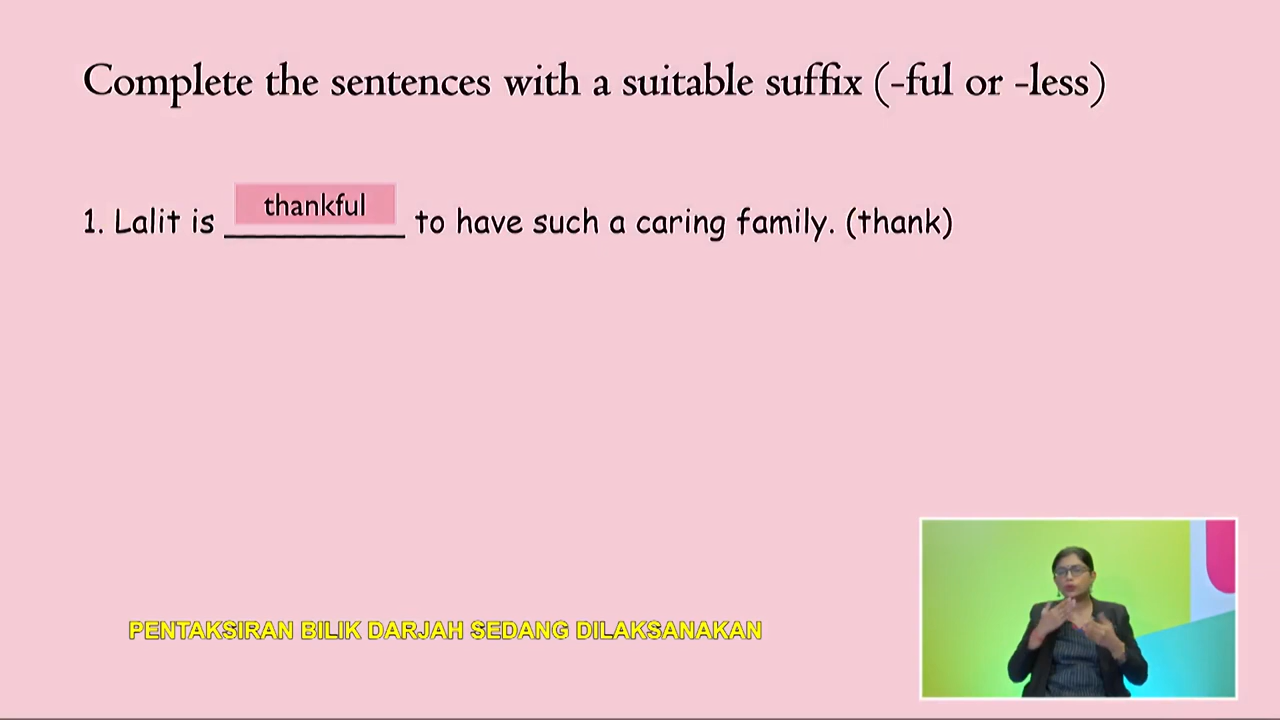 Complete the sentences with a suitable suffix (-ful or -less)
1. Lalit is thankful to have such a caring family. (thank)
PENTAKSIRAN BILIK DARJAH SEDANG DILAKSANAKAN